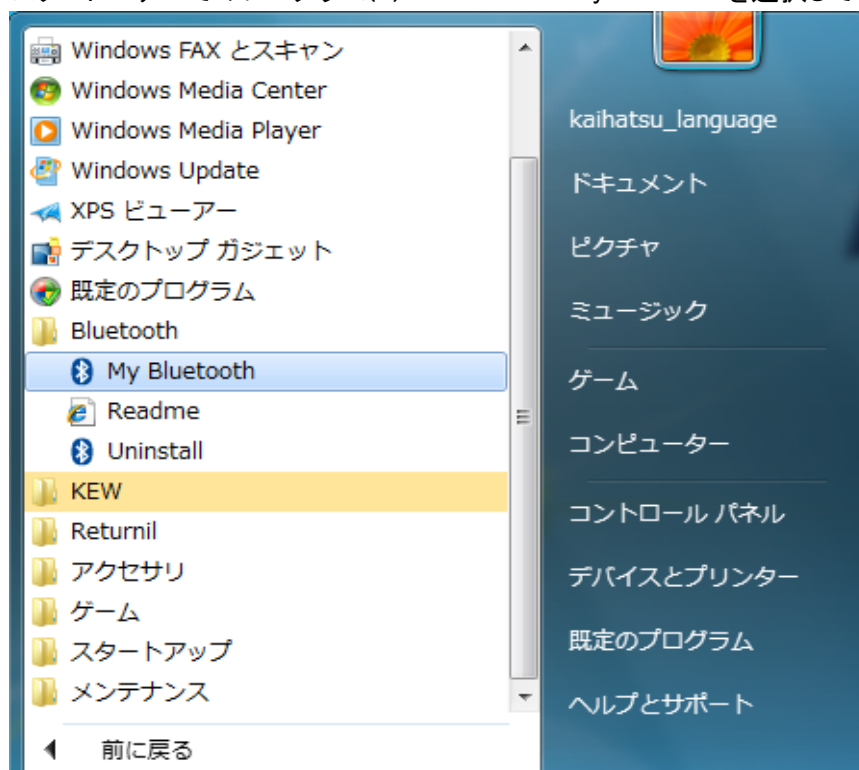 Windows FAX とスキャン
Windows Media Center
Windows Media Player
Windows Update
XPS ビューアー
デスクトップ ガジェット
既定のプログラム
Bluetooth
My Bluetooth
Readme
Uninstall
KEW
Returnil
アクセサリ
ゲーム
スタートアップ
メンテナンス
前に戻る
kaihatsu_language
ドキュメント
ピクチャ
ミュージック
ゲーム
コンピューター
コントロール パネル
デバイスとプリンター
既定のプログラム
ヘルプとサポート